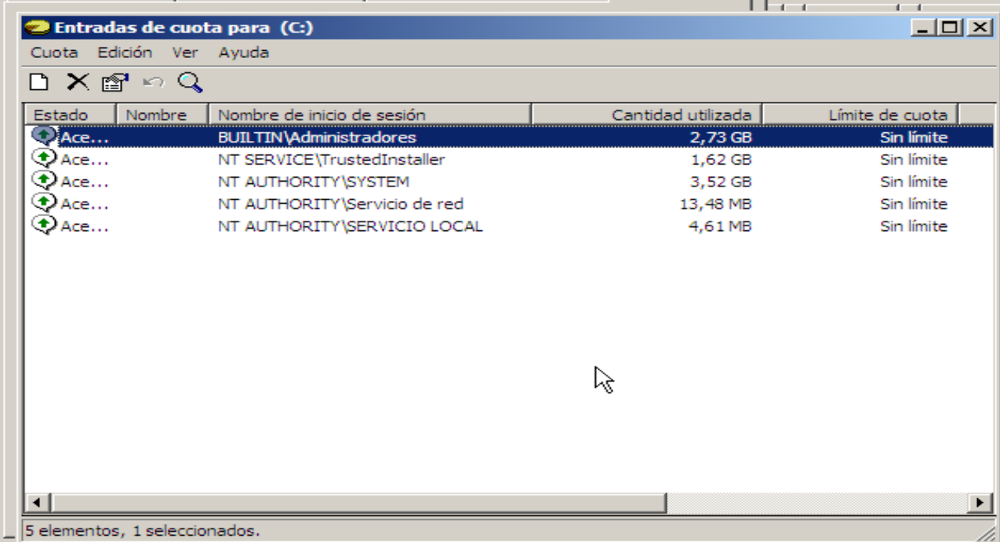 Entradas de cuota para (C:)
Cuota Edición Ver Ayuda
Estado Nombre Nombre de inicio de sesión Cantidad utilizada Límite de cuota
Ace... BUILTIN\Administradores 2,73 GB Sin límite
Ace... NT SERVICE\TrustedInstaller 1,62 GB Sin límite
Ace... NT AUTHORITY\SYSTEM 3,52 GB Sin límite
Ace... NT AUTHORITY\Servicio de red 13,48 MB Sin límite
Ace... NT AUTHORITY\SERVICIO LOCAL 4,61 MB Sin límite
5 elementos, 1 seleccionados.